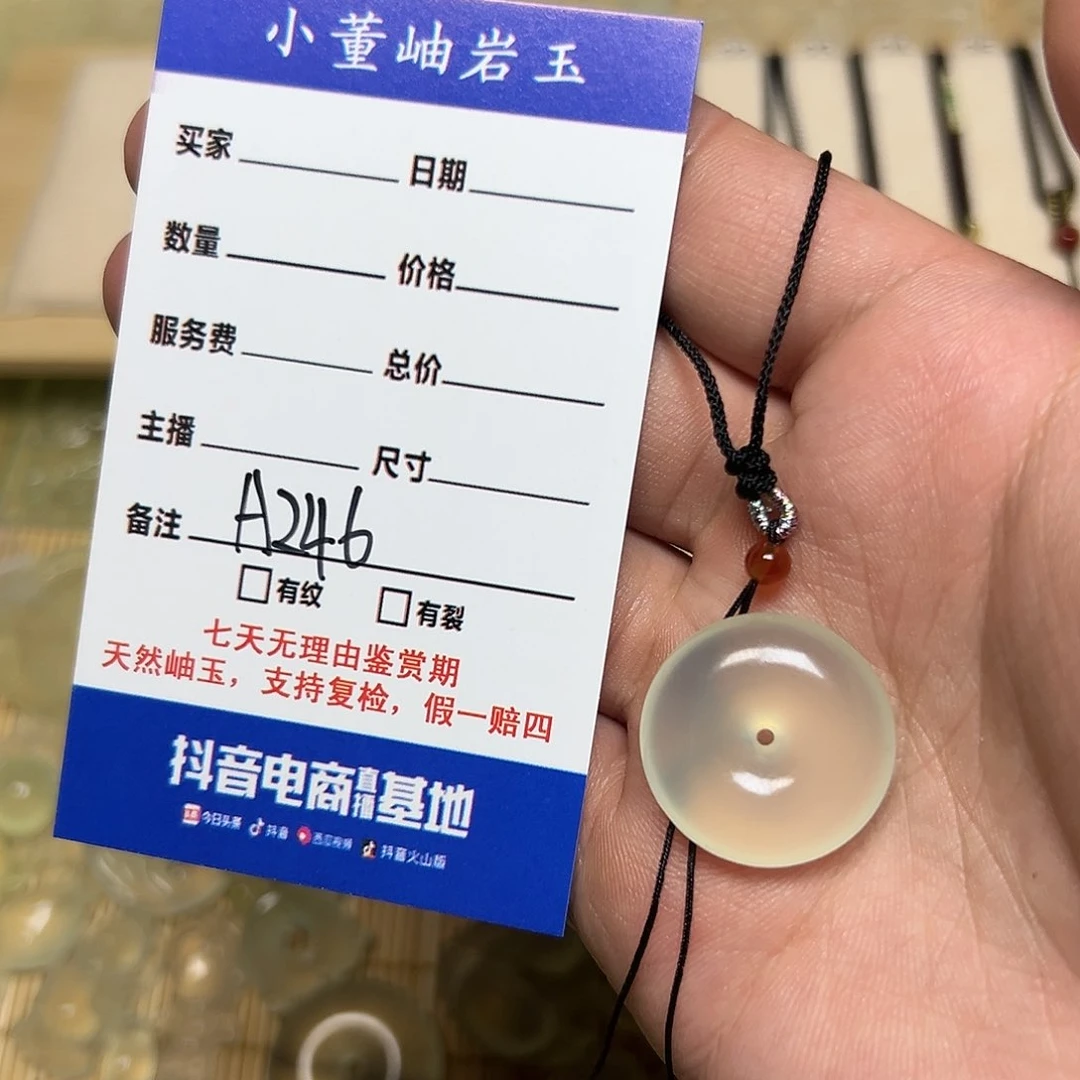 小董岫岩玉
买家 日期
数量 价格
服务费 总价
主播 尺寸
备注 A246
有纹 有裂
七天无理由鉴赏期
天然岫玉，支持复检，假一赔四
抖音电商直播基地
今日头条 抖音 西瓜视频 抖音火山版